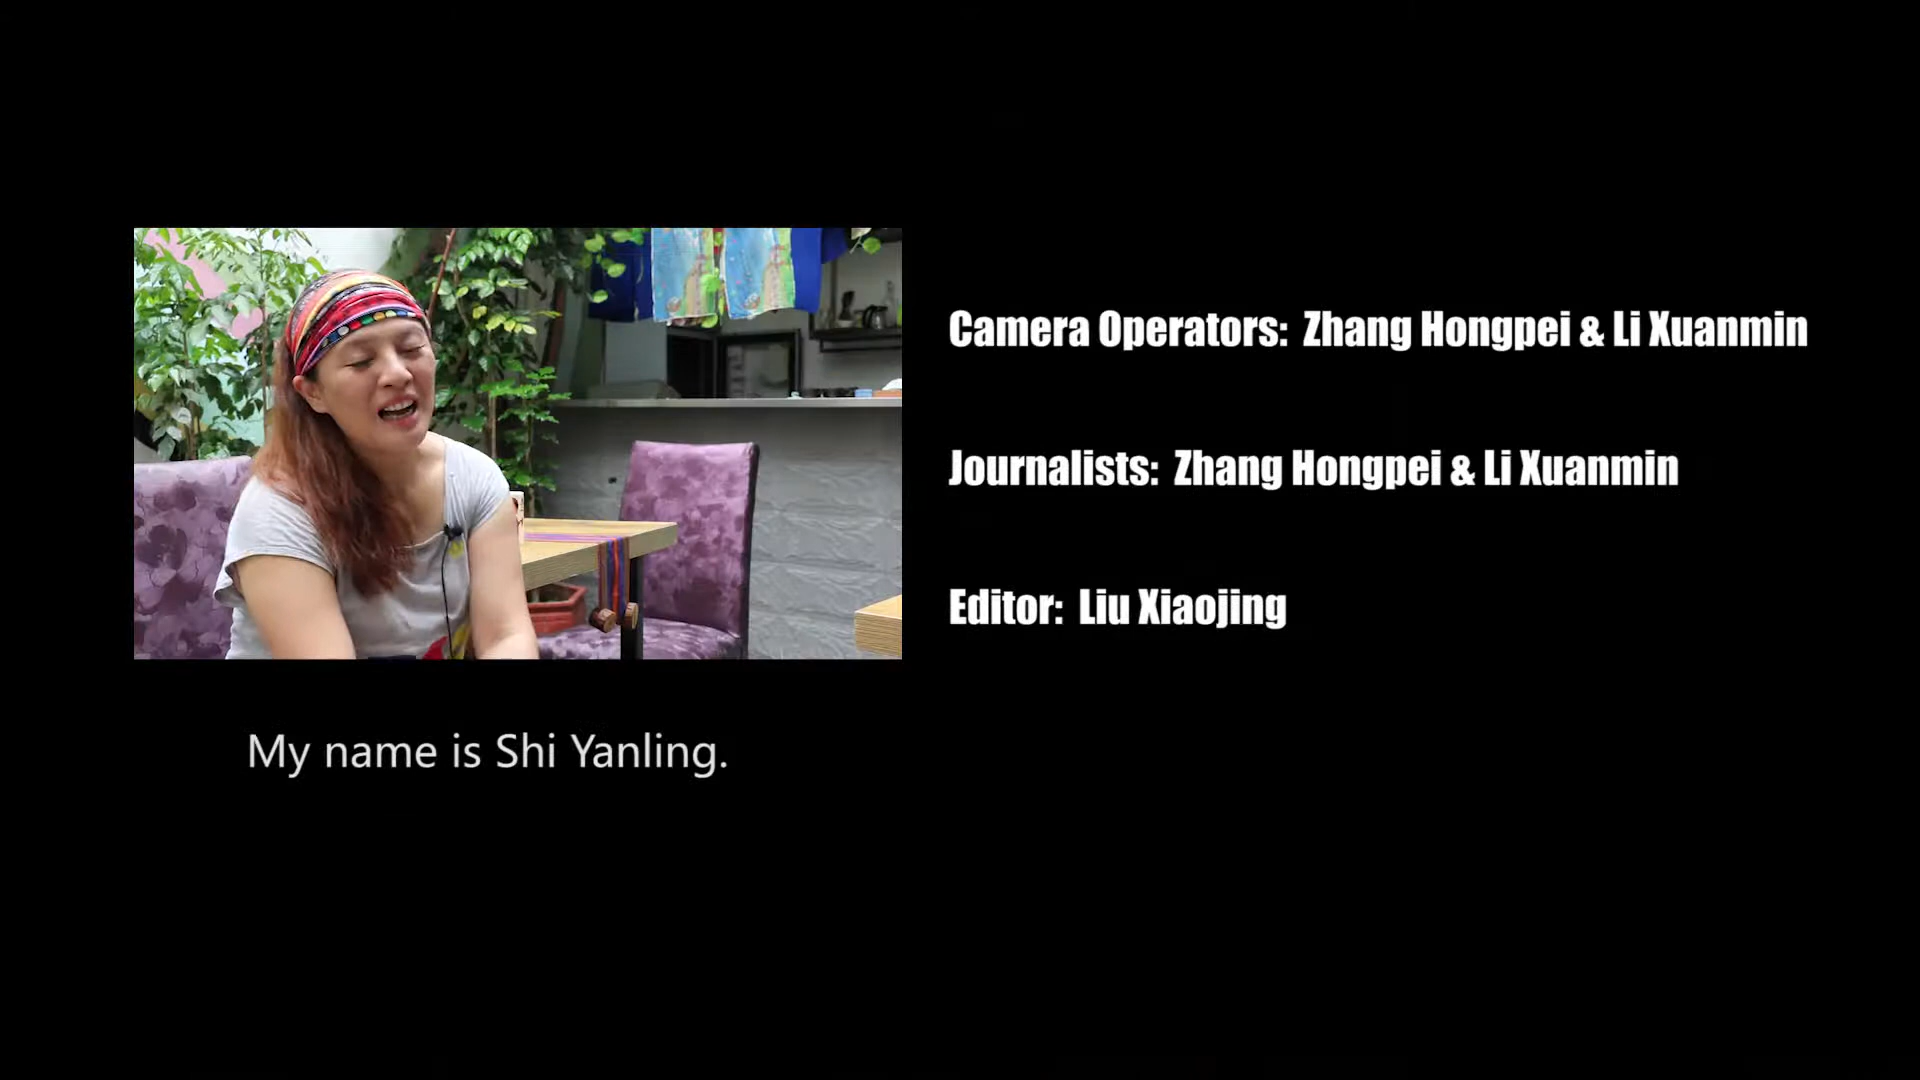 Camera Operators: Zhang Hongpei & Li Xuanmin
Journalists: Zhang Hongpei & Li Xuanmin
Editor: Liu Xiaojing
My name is Shi Yanling.